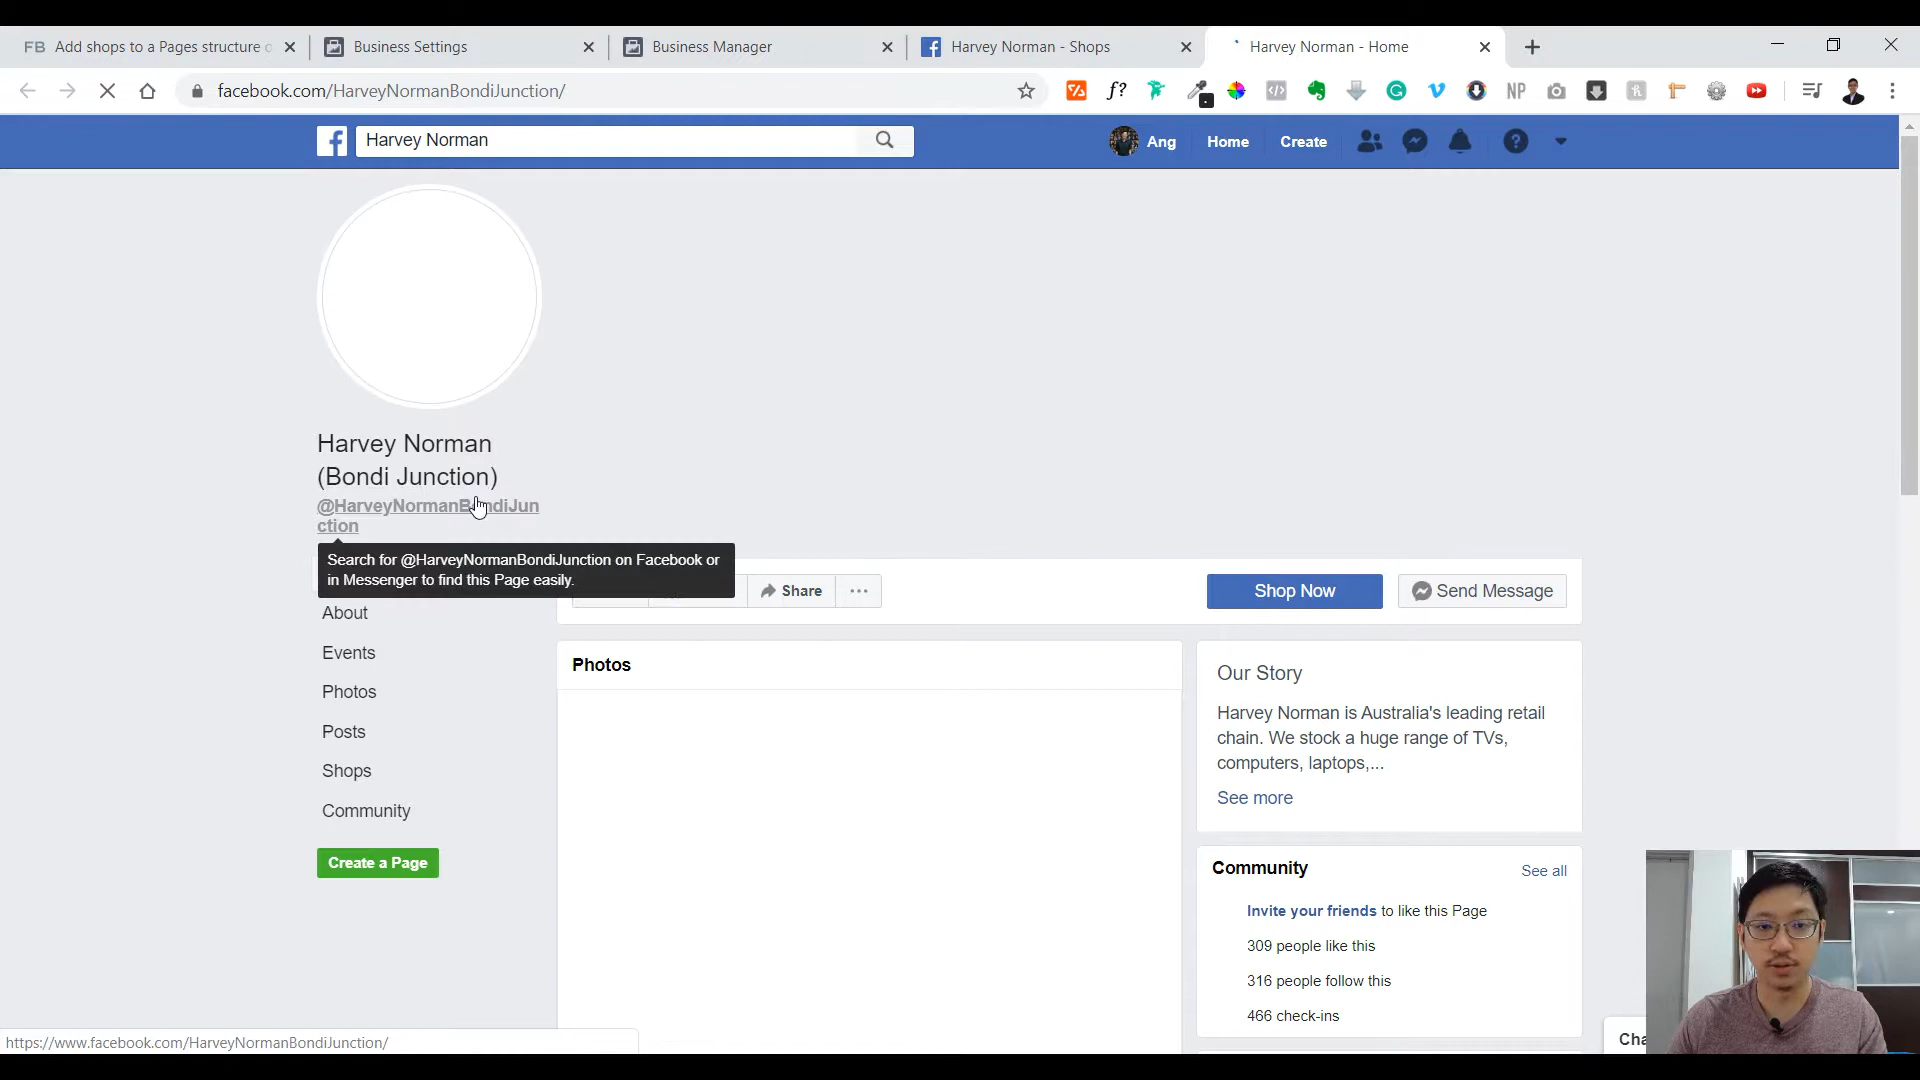 FB Add shops to a Pages structure o
Business Settings
Business Manager
Harvey Norman - Shops
Harvey Norman - Home
facebook.com/HarveyNormanBondiJunction/
f?
NP
Harvey Norman
Ang
Home
Create
Harvey Norman
(Bondi Junction)
@HarveyNormanBondiJun
ction
Search for @HarveyNormanBondiJunction on Facebook or
in Messenger to find this Page easily.
Share
Shop Now
Send Message
About
Events
Photos
Posts
Shops
Community
Create a Page
Photos
Our Story
Harvey Norman is Australia's leading retail
chain. We stock a huge range of TVs,
computers, laptops,...
See more
Community
See all
Invite your friends to like this Page
309 people like this
316 people follow this
466 check-ins
Cha
https://www.facebook.com/HarveyNormanBondiJunction/